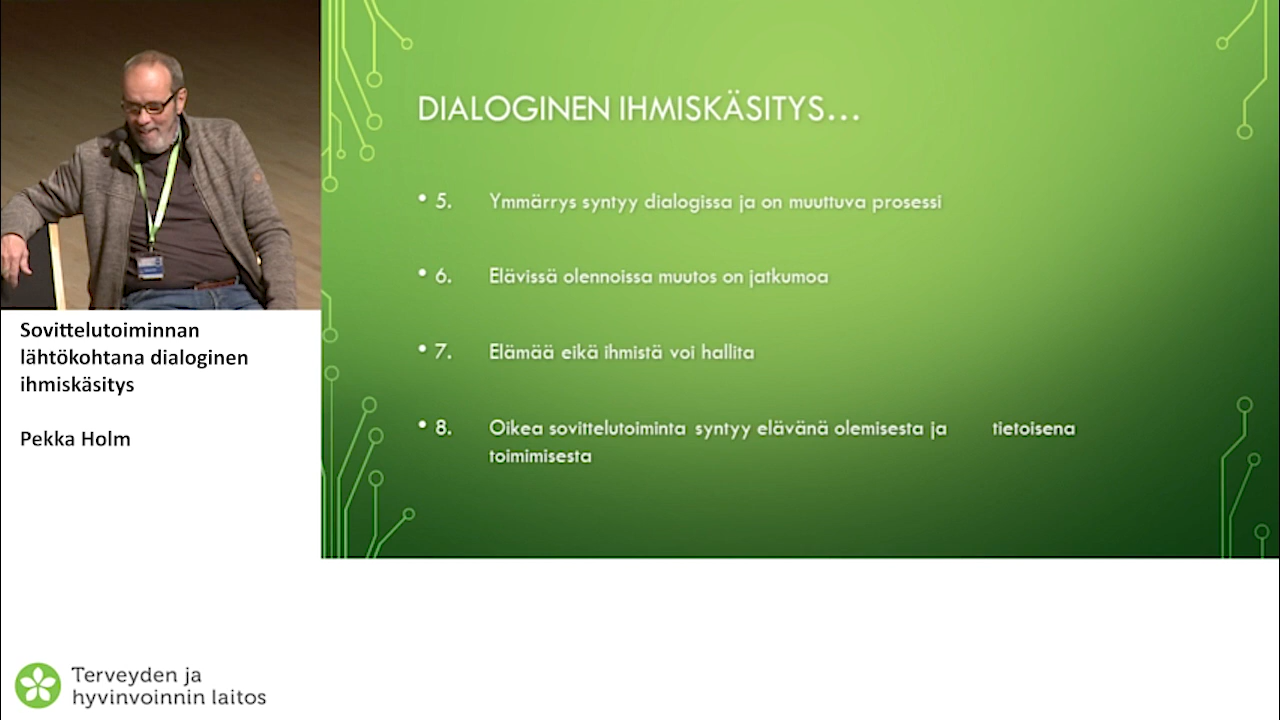 Sovittelutoiminnan
lähtökohtana dialoginen
ihmiskäsitys
Pekka Holm
DIALOGINEN IHMISKÄSITYS...
• 5. Ymmärrys syntyy dialogissa ja on muuttuva prosessi
• 6. Elävissä olennoissa muutos on jatkumoa
• 7. Elämää eikä ihmistä voi hallita
• 8. Oikea sovittelutoiminta syntyy elävänä olemisesta ja tietoisena
toimimisesta
Terveyden ja
hyvinvoinnin laitos